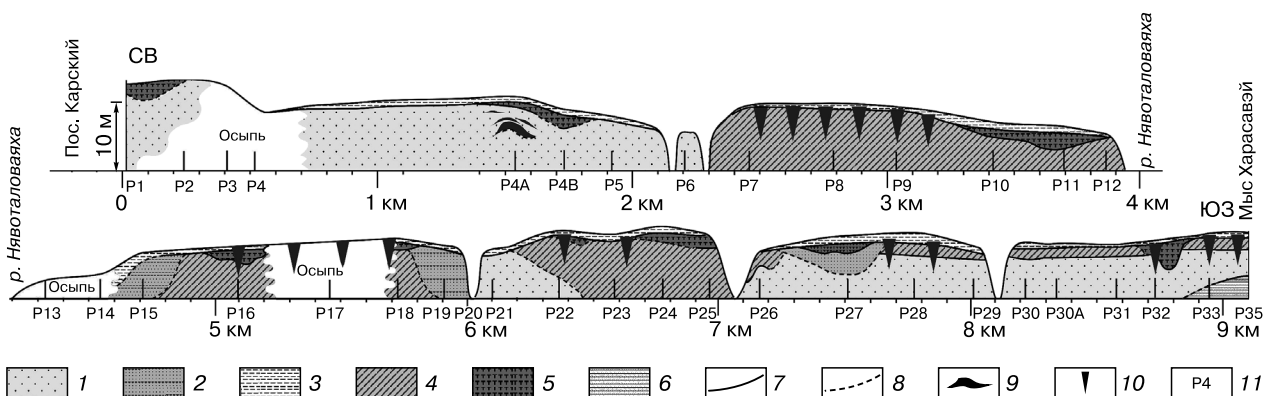 СВ
Пос. Карский
10 м
Осыпь
р. Нявоталоваяха
P1 P2 P3 P4 P4A P4B P5 P6 P7 P8 P9 P10 P11 P12
0 1 км 2 км 3 км 4 км
ЮЗ
Мыс Харасавэй
р. Нявоталоваяха
Осыпь
Осыпь
P13 P14 P15 P16 P17 P18 P19 P20 P21 P22 P23 P24 P25 P26 P27 P28 P29 P30 P30A P31 P32 P33 P35
5 км 6 км 7 км 8 км 9 км
1 2 3 4 5 6 7 8 9 10 P4 11